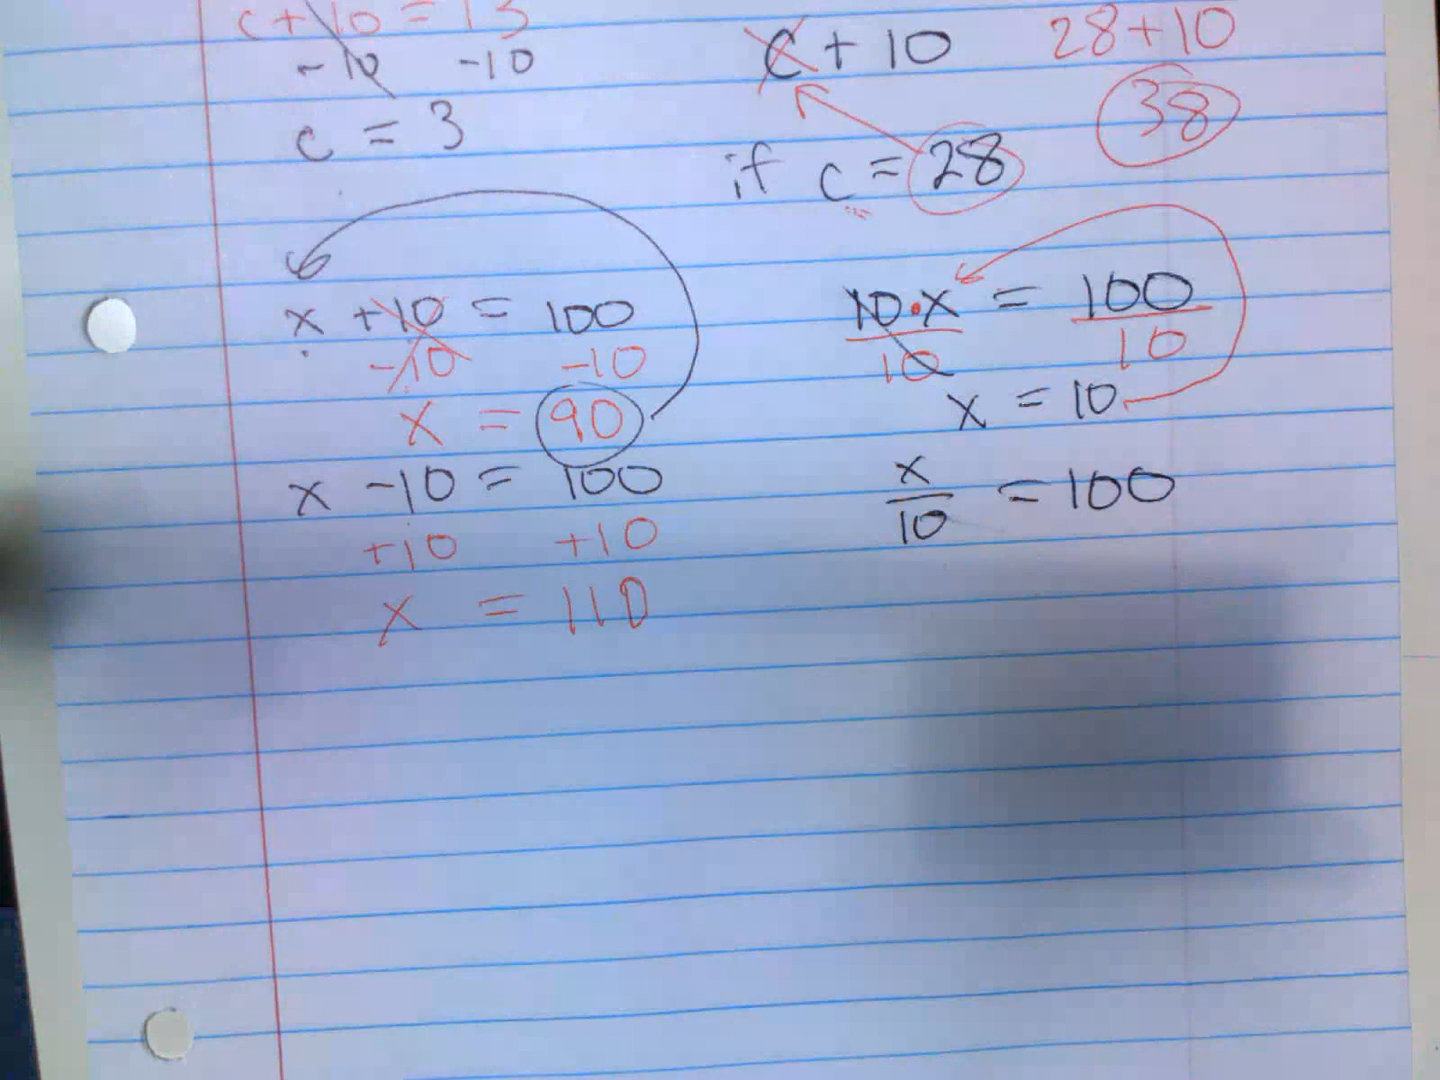 c + 10 = 13
-10 -10
c = 3
x + 10 = 100
-10 -10
x = 90
x - 10 = 100
+10 +10
x = 110
c + 10 28+10
38
if c = 28
10·x = 100
10 10
x = 10
x
10 = 100